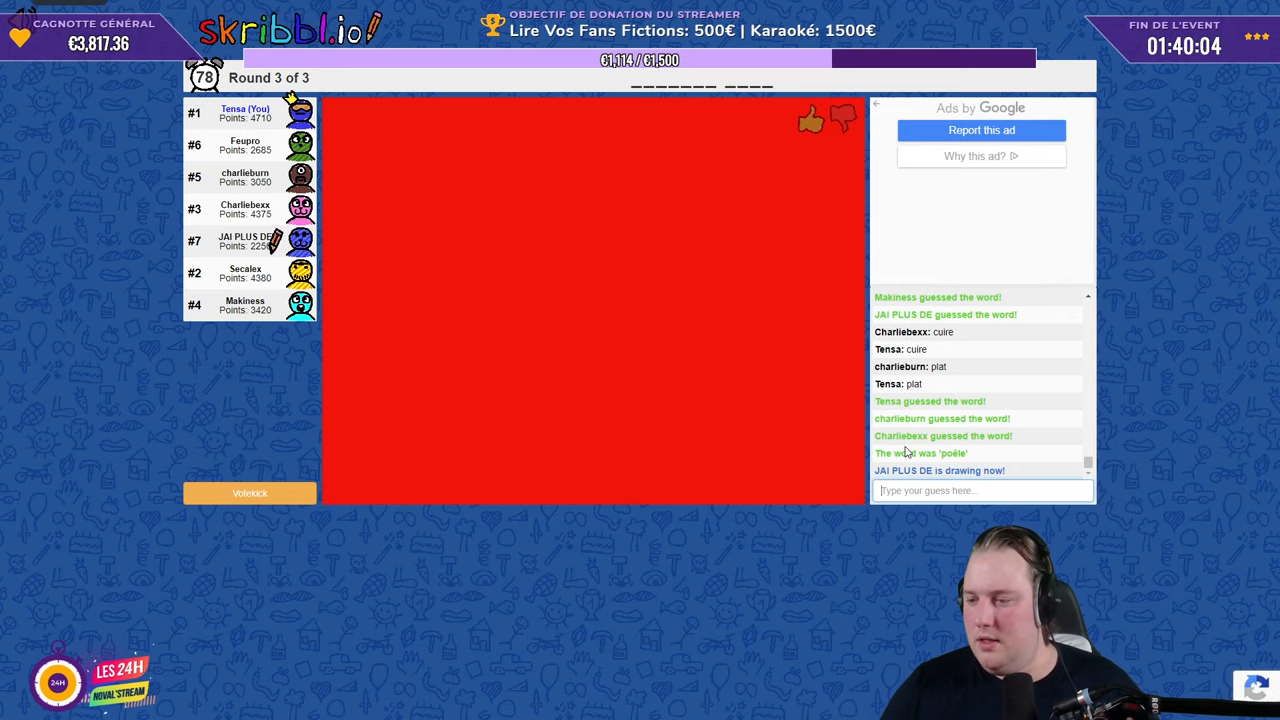 CAGNOTTE GÉNÉRAL
€3,817.36
skribbl.io
OBJECTIF DE DONATION DU STREAMER
Lire Vos Fans Fictions: 500€ | Karaoké: 1500€
FIN DE L'EVENT
01:40:04
€1,114 / €1,500
78
Round 3 of 3
_______ ____
#1 Tensa (You)
Points: 4710
#6 Feupro
Points: 2685
#5 charlieburn
Points: 3050
#3 Charliebexx
Points: 4375
#7 JAI PLUS DE
Points:
#2 Secalex
Points: 4380
#4 Makiness
Points: 3420
Votekick
Ads by Google
Report this ad
Why this ad?
Makiness guessed the word!
JAI PLUS DE guessed the word!
Charliebexx: cuire
Tensa: cuire
charlieburn: plat
Tensa: plat
Tensa guessed the word!
charlieburn guessed the word!
Charliebexx guessed the word!
The word was 'poêle'
JAI PLUS DE is drawing now!
Type your guess here...
24H
LES 24H
NOVAL'STREAM